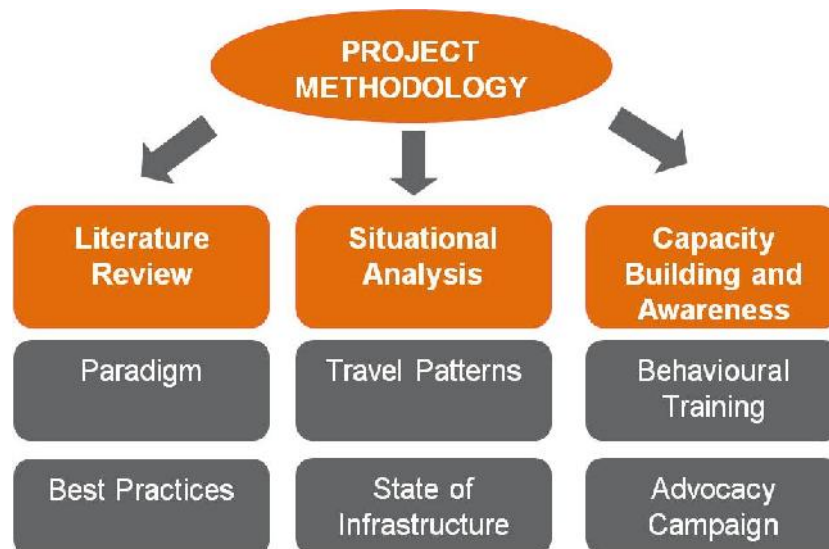 PROJECT
METHODOLOGY
Literature
Review
Situational
Analysis
Capacity
Building and
Awareness
Paradigm
Travel Patterns
Behavioural
Training
Best Practices
State of
Infrastructure
Advocacy
Campaign